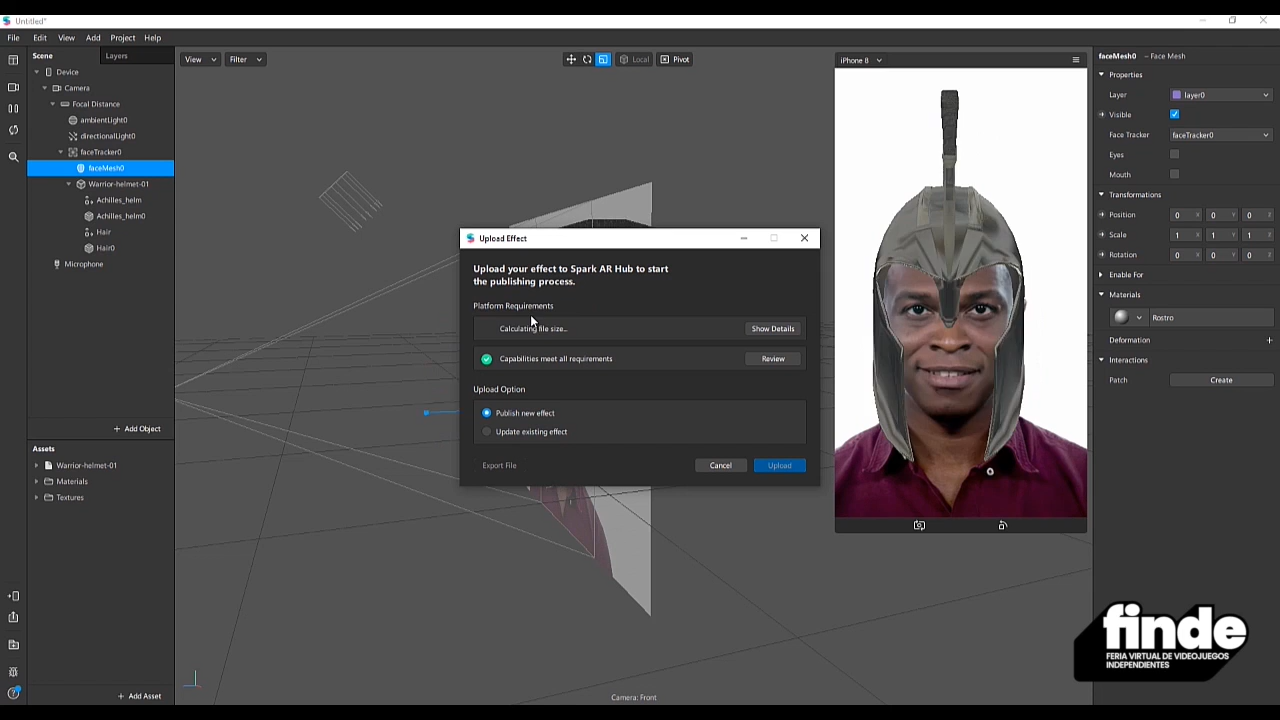 Untitled*
File Edit View Add Project Help
Scene Layers
Device
Camera
Focal Distance
ambientLight0
directionalLight0
faceTracker0
faceMesh0
Warrior-helmet-01
Achilles_helm
Achilles_helm0
Hair
Hair0
Microphone
+ Add Object
Assets
Warrior-helmet-01
Materials
Textures
+ Add Asset
View Filter
Local Pivot
Upload Effect
Upload your effect to Spark AR Hub to start
the publishing process.
Platform Requirements
Calculating file size...
Show Details
Capabilities meet all requirements
Review
Upload Option
Publish new effect
Update existing effect
Export File
Cancel
Upload
Camera: Front
iPhone 8
faceMesh0 – Face Mesh
Properties
Layer layer0
Visible
Face Tracker faceTracker0
Eyes
Mouth
Transformations
Position 0 X 0 Y 0 Z
Scale 1 X 1 Y 1 Z
Rotation 0 X 0 Y 0 Z
Enable For
Materials
Rostro
Deformation +
Interactions
Patch Create
finde
FERIA VIRTUAL DE VIDEOJUEGOS
INDEPENDIENTES